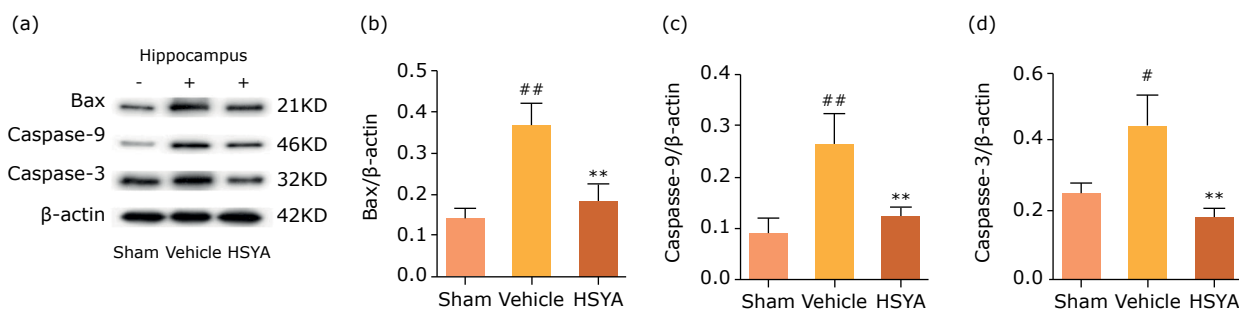 (a)
Hippocampus
- + +
Bax 21KD
Caspase-9 46KD
Caspase-3 32KD
β-actin 42KD
Sham Vehicle HSYA
(b)
Bax/β-actin
0.5
0.4
0.3
0.2
0.1
0.0
##
**
Sham Vehicle HSYA
(c)
Caspasse-9/β-actin
0.4
0.3
0.2
0.1
0.0
##
**
Sham Vehicle HSYA
(d)
Caspasse-3/β-actin
0.6
0.4
0.2
0.0
#
**
Sham Vehicle HSYA